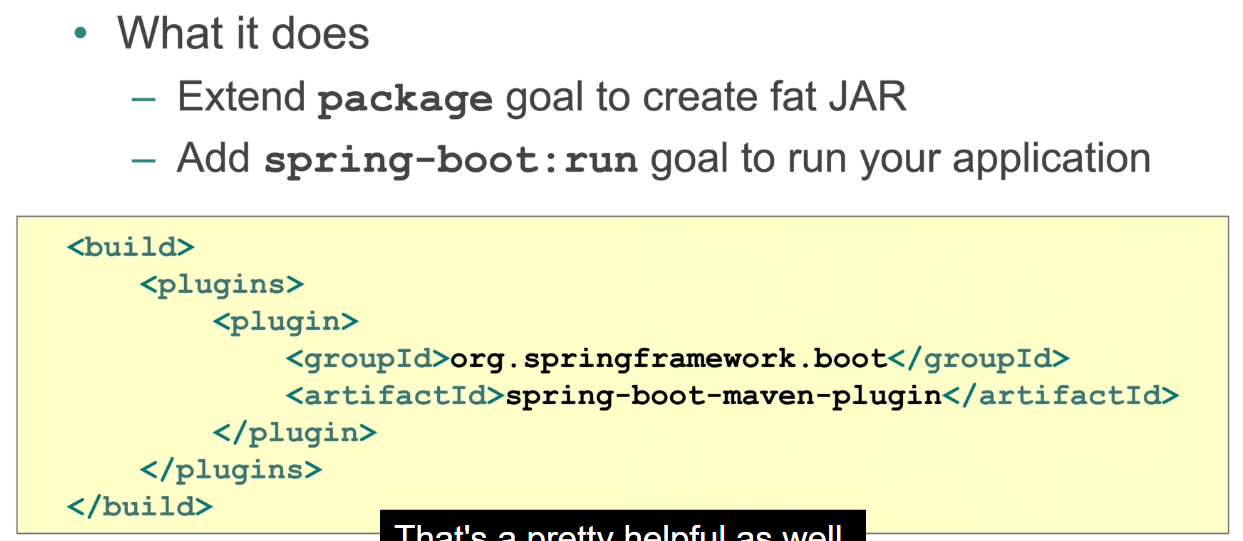 • What it does
– Extend package goal to create fat JAR
– Add spring-boot:run goal to run your application
<build>
<plugins>
<plugin>
<groupId>org.springframework.boot</groupId>
<artifactId>spring-boot-maven-plugin</artifactId>
</plugin>
</plugins>
</build>
That's a pretty helpful as well